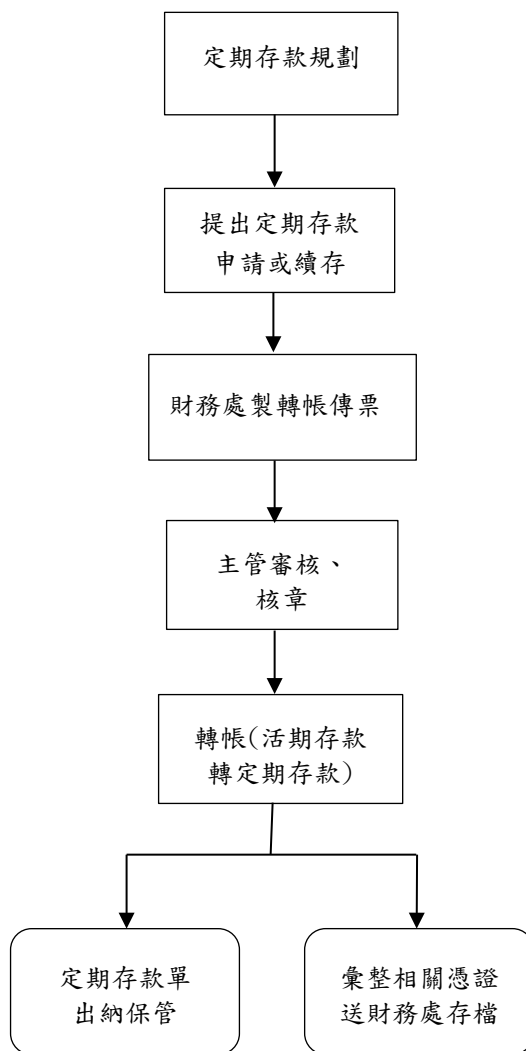 定期存款規劃
提出定期存款
申請或續存
財務處製轉帳傳票
主管審核、
核章
轉帳(活期存款
轉定期存款)
定期存款單
出納保管
彙整相關憑證
送財務處存檔